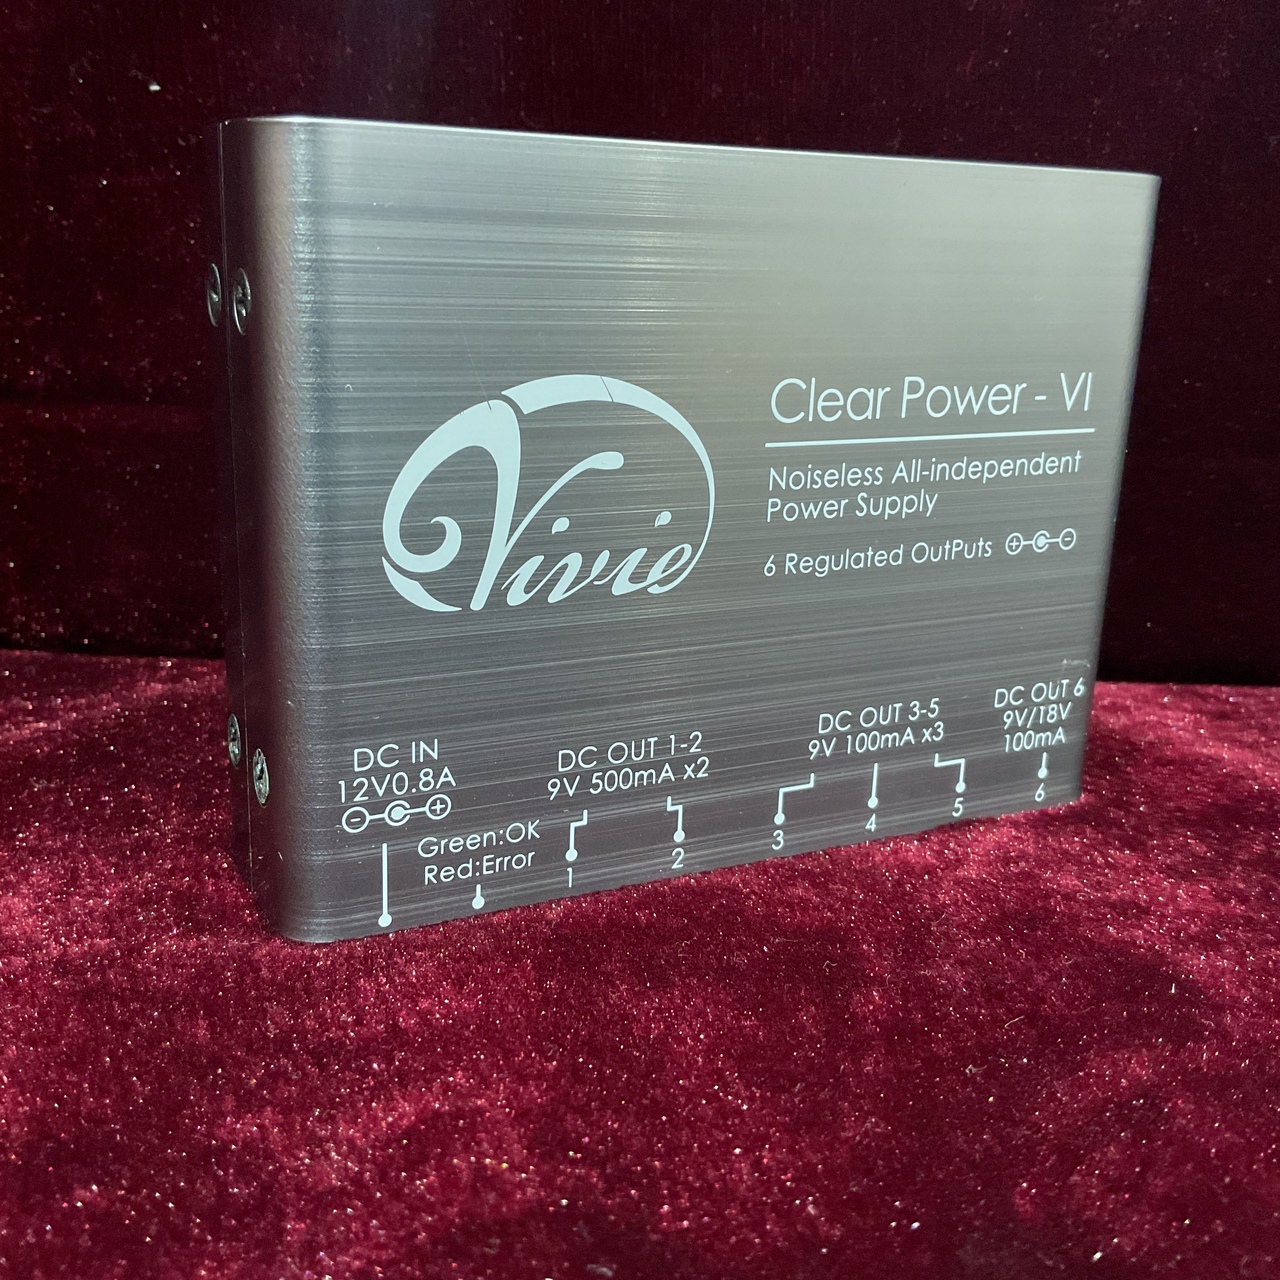 Vivie
Clear Power - VI
Noiseless All-independent
Power Supply
6 Regulated OutPuts
DC IN
12V0.8A
Green:OK
Red:Error
DC OUT 1-2
9V 500mA x2
1
2
DC OUT 3-5
9V 100mA x3
3
4
5
DC OUT 6
9V/18V
100mA
6